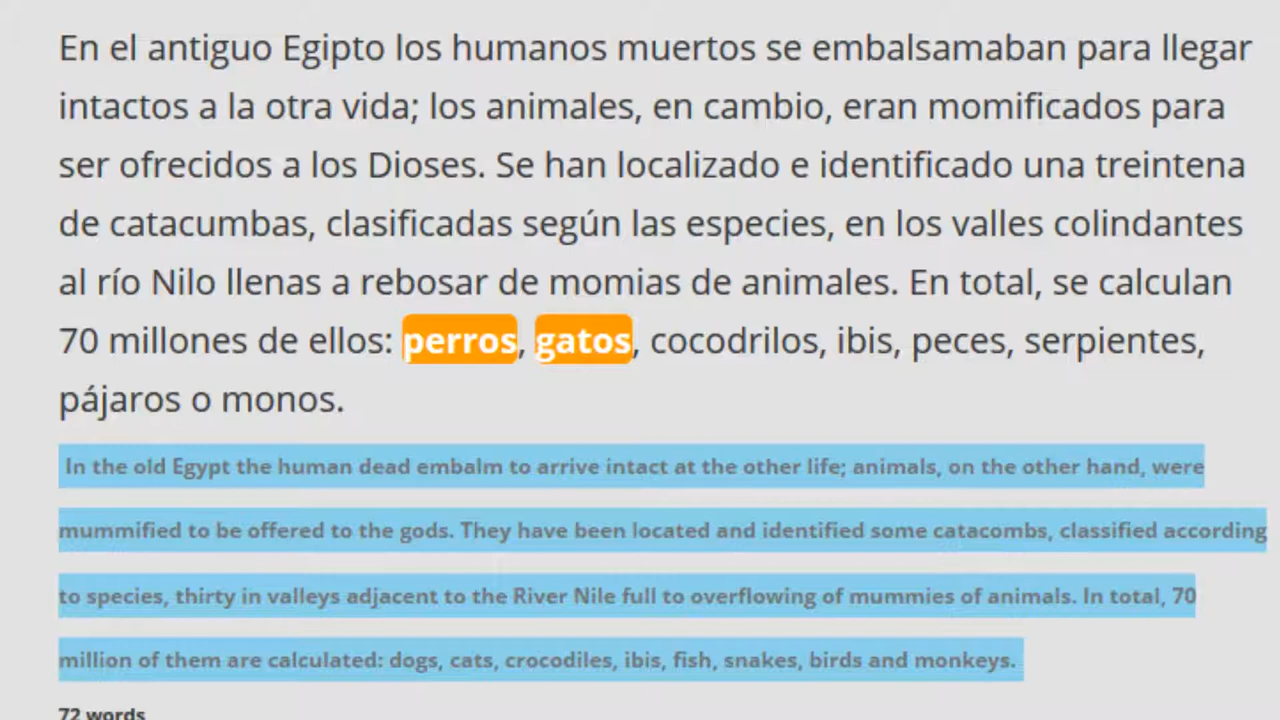 En el antiguo Egipto los humanos muertos se embalsamaban para llegar
intactos a la otra vida; los animales, en cambio, eran momificados para
ser ofrecidos a los Dioses. Se han localizado e identificado una treintena
de catacumbas, clasificadas según las especies, en los valles colindantes
al río Nilo llenas a rebosar de momias de animales. En total, se calculan
70 millones de ellos: perros, gatos, cocodrilos, ibis, peces, serpientes,
pájaros o monos.
In the old Egypt the human dead embalm to arrive intact at the other life; animals, on the other hand, were
mummified to be offered to the gods. They have been located and identified some catacombs, classified according
to species, thirty in valleys adjacent to the River Nile full to overflowing of mummies of animals. In total, 70
million of them are calculated: dogs, cats, crocodiles, ibis, fish, snakes, birds and monkeys.
72 words